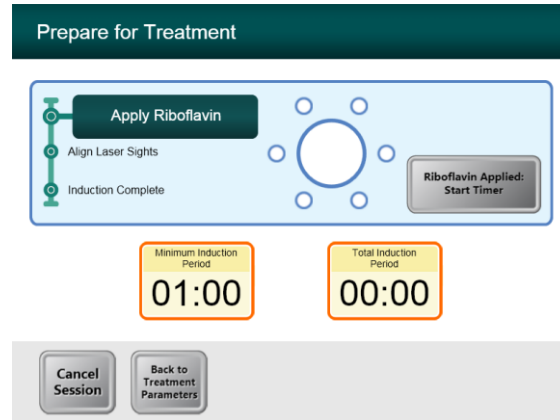 Prepare for Treatment
Apply Riboflavin
Align Laser Sights
Induction Complete
Riboflavin Applied:
Start Timer
Minimum Induction
Period
01:00
Total Induction
Period
00:00
Cancel
Session
Back to
Treatment
Parameters